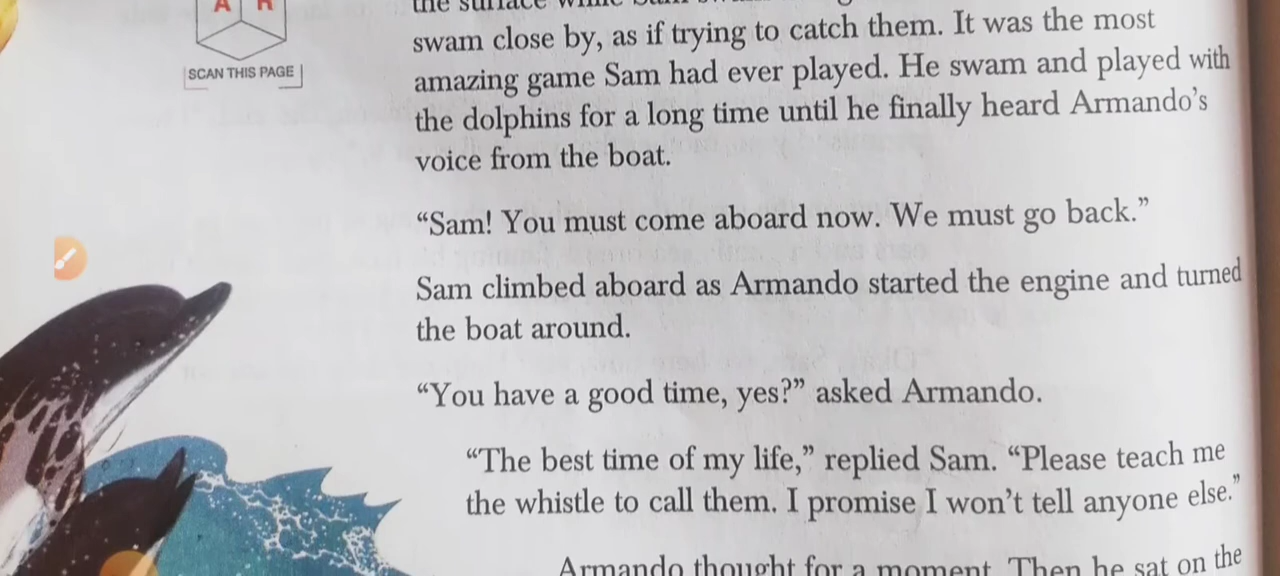 A R
SCAN THIS PAGE
the surface while Sam
swam close by, as if trying to catch them. It was the most
amazing game Sam had ever played. He swam and played with
the dolphins for a long time until he finally heard Armando’s
voice from the boat.
“Sam! You must come aboard now. We must go back.”
Sam climbed aboard as Armando started the engine and turned
the boat around.
“You have a good time, yes?” asked Armando.
“The best time of my life,” replied Sam. “Please teach me
the whistle to call them. I promise I won’t tell anyone else.”
Armando thought for a moment. Then he sat on the